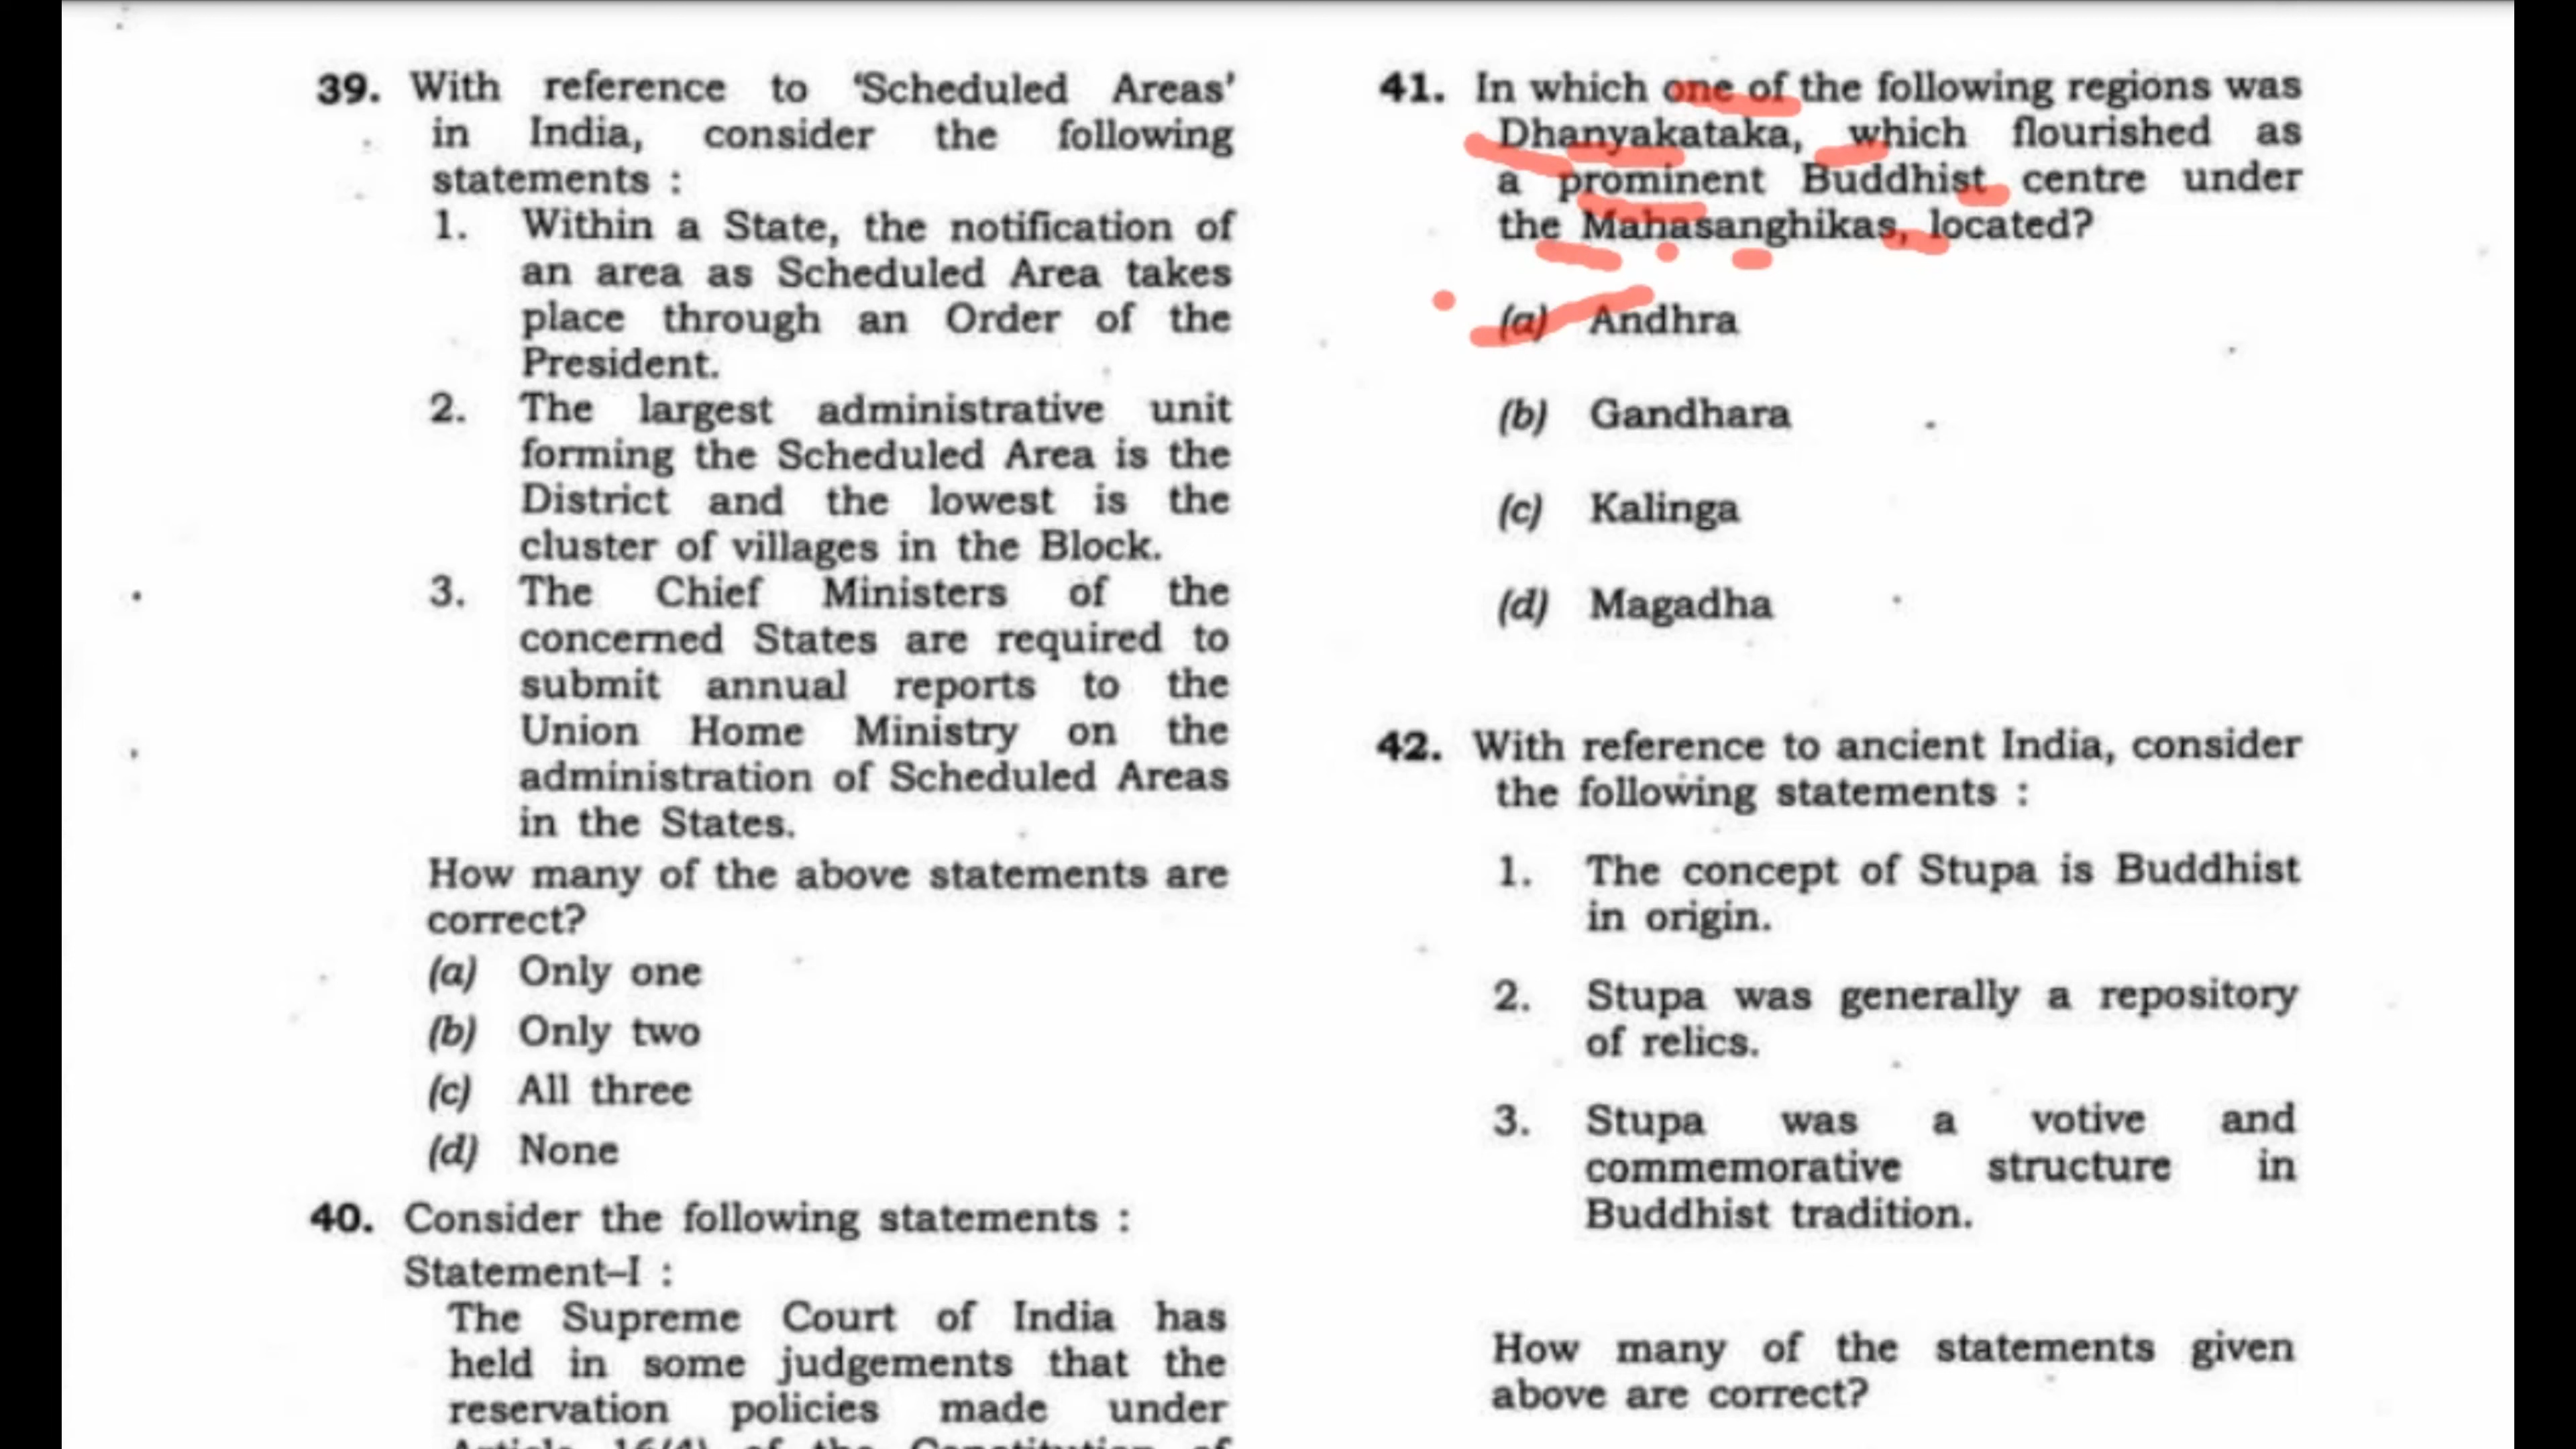 39. With reference to 'Scheduled Areas'
in India, consider the following
statements :
1. Within a State, the notification of
an area as Scheduled Area takes
place through an Order of the
President.
2. The largest administrative unit
forming the Scheduled Area is the
District and the lowest is the
cluster of villages in the Block.
3. The Chief Ministers of the
concerned States are required to
submit annual reports to the
Union Home Ministry on the
administration of Scheduled Areas
in the States.
How many of the above statements are
correct?
(a) Only one
(b) Only two
(c) All three
(d) None
40. Consider the following statements :
Statement–I :
The Supreme Court of India has
held in some judgements that the
reservation policies made under
Article 16(4) of the Constitution of
41. In which one of the following regions was
Dhanyakataka, which flourished as
a prominent Buddhist centre under
the Mahasanghikas, located?
(a) Andhra
(b) Gandhara
(c) Kalinga
(d) Magadha
42. With reference to ancient India, consider
the following statements :
1. The concept of Stupa is Buddhist
in origin.
2. Stupa was generally a repository
of relics.
3. Stupa was a votive and
commemorative structure in
Buddhist tradition.
How many of the statements given
above are correct?